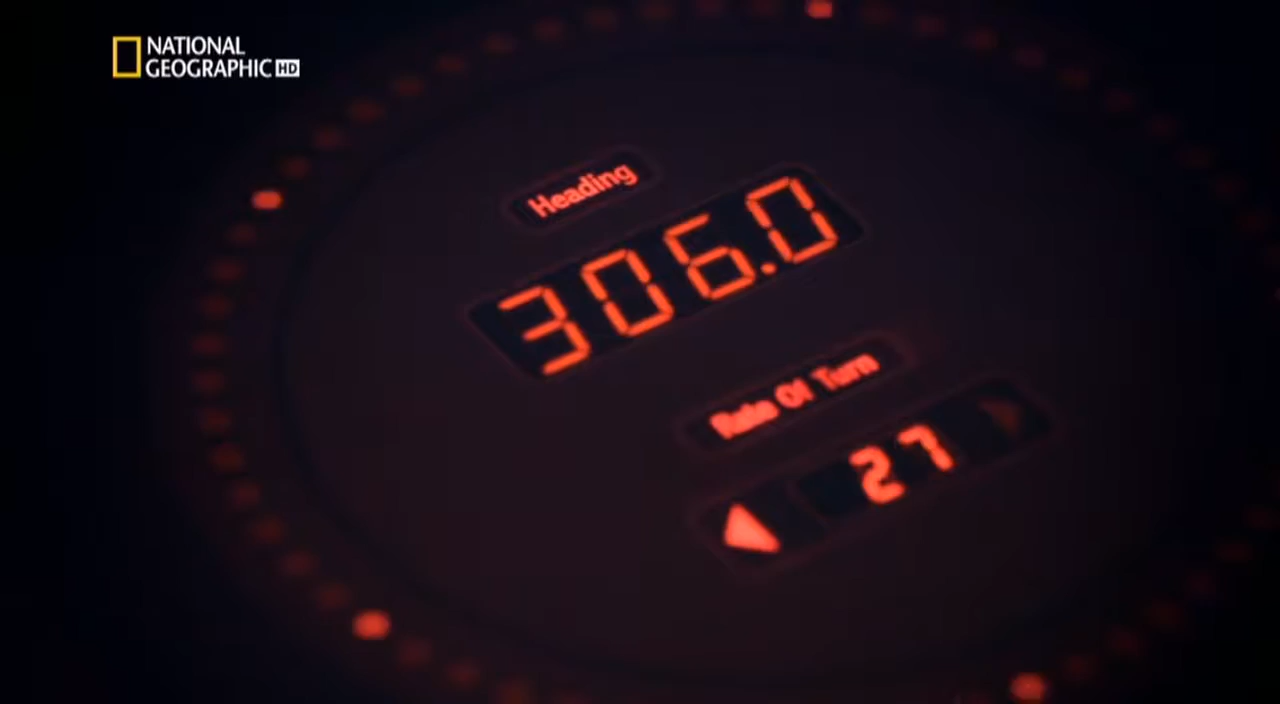 NATIONAL
GEOGRAPHIC HD
Heading
306.0
Rate Of Turn
27